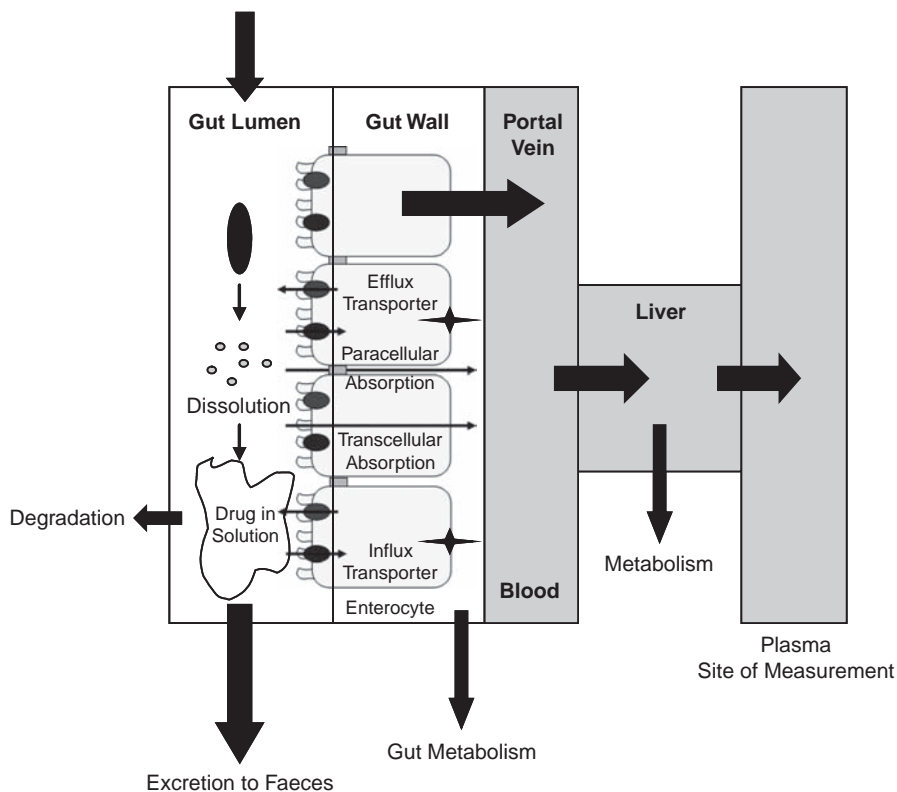 Gut Lumen
Gut Wall
Portal
Vein
Efflux
Transporter
Liver
Paracellular
Absorption
Dissolution
Transcellular
Absorption
Degradation
Drug in
Solution
Influx
Transporter
Metabolism
Blood
Enterocyte
Plasma
Site of Measurement
Gut Metabolism
Excretion to Faeces